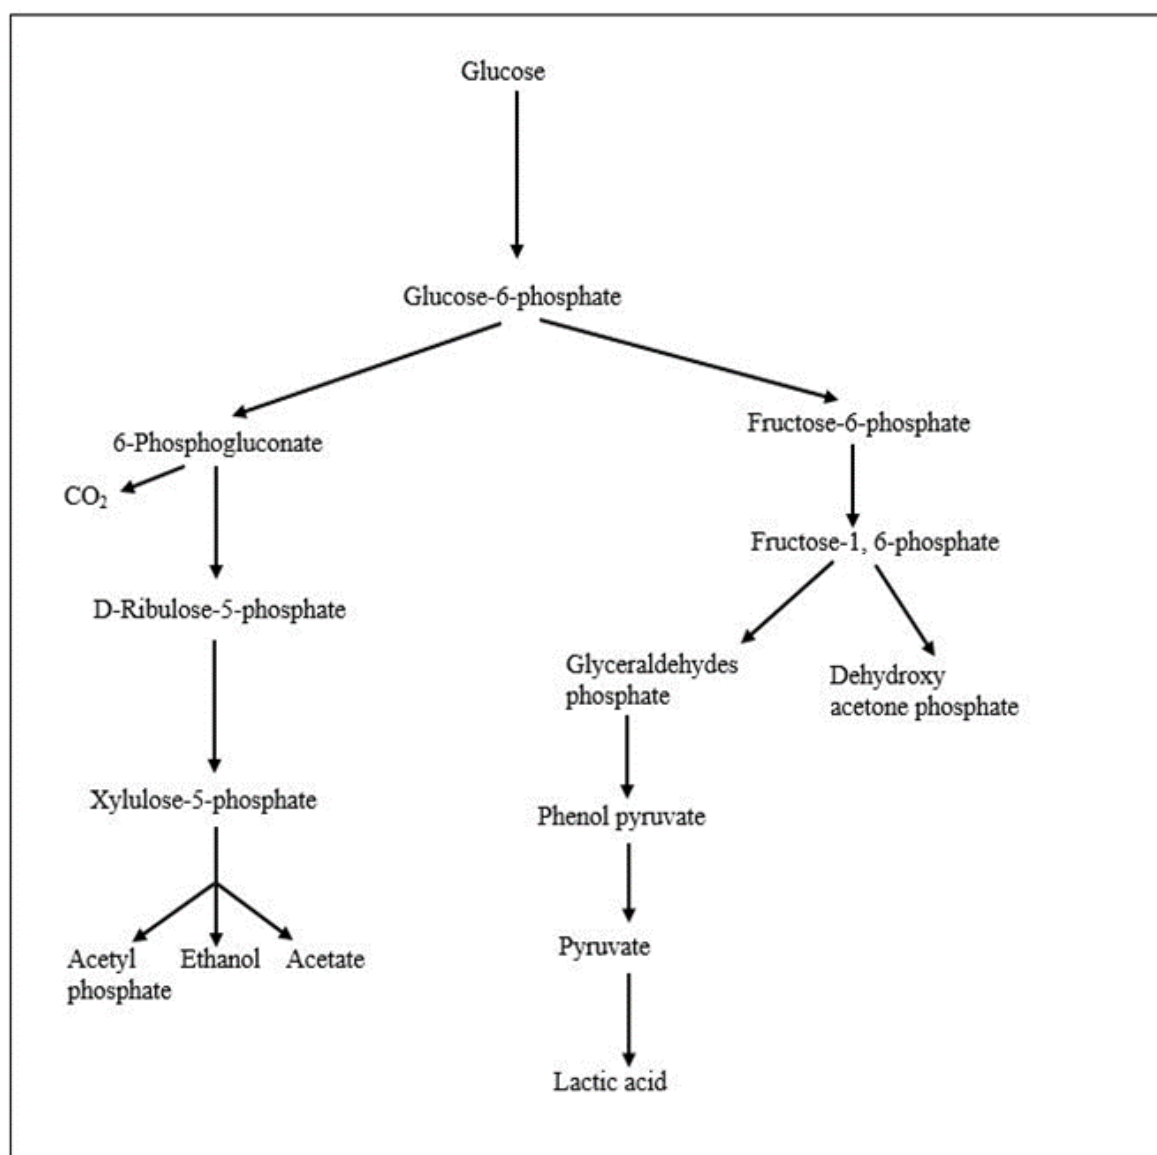 Glucose
Glucose-6-phosphate
6-Phosphogluconate
Fructose-6-phosphate
CO₂
Fructose-1, 6-phosphate
D-Ribulose-5-phosphate
Glyceraldehydes
phosphate
Dehydroxy
acetone phosphate
Xylulose-5-phosphate
Phenol pyruvate
Acetyl
phosphate
Ethanol
Acetate
Pyruvate
Lactic acid